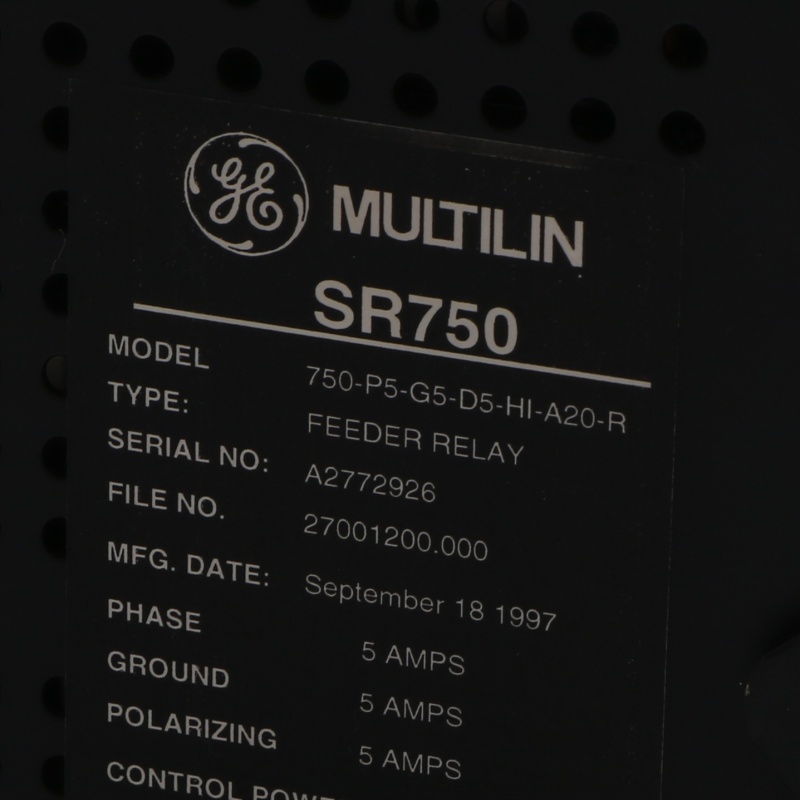 GE MULTILIN
SR750
MODEL 750-P5-G5-D5-HI-A20-R
TYPE: FEEDER RELAY
SERIAL NO: A2772926
FILE NO. 27001200.000
MFG. DATE: September 18 1997
PHASE 5 AMPS
GROUND 5 AMPS
POLARIZING 5 AMPS
CONTROL